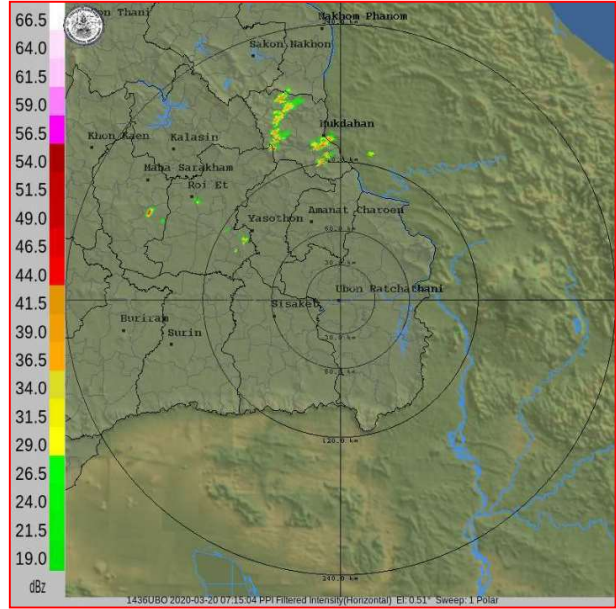 66.5
64.0
61.5
59.0
56.5
54.0
51.5
49.0
46.5
44.0
41.5
39.0
36.5
34.0
31.5
29.0
26.5
24.0
21.5
19.0
dBz
on Thani
Nakhom Phanom
Sakon Nakhon
Khon Kaen
Kalasin
Mukdahan
Maha Sarakham
Roi Et
Yasothon
Amanat Charoen
Ubon Ratchathani
Sisaket
Buriram
Surin
120.0 km
240.0 km
1436UBO 2020-03-20 07:15:04 PPI Filtered Intensity(Horizontal) El: 0.51° Sweep: 1 Polar